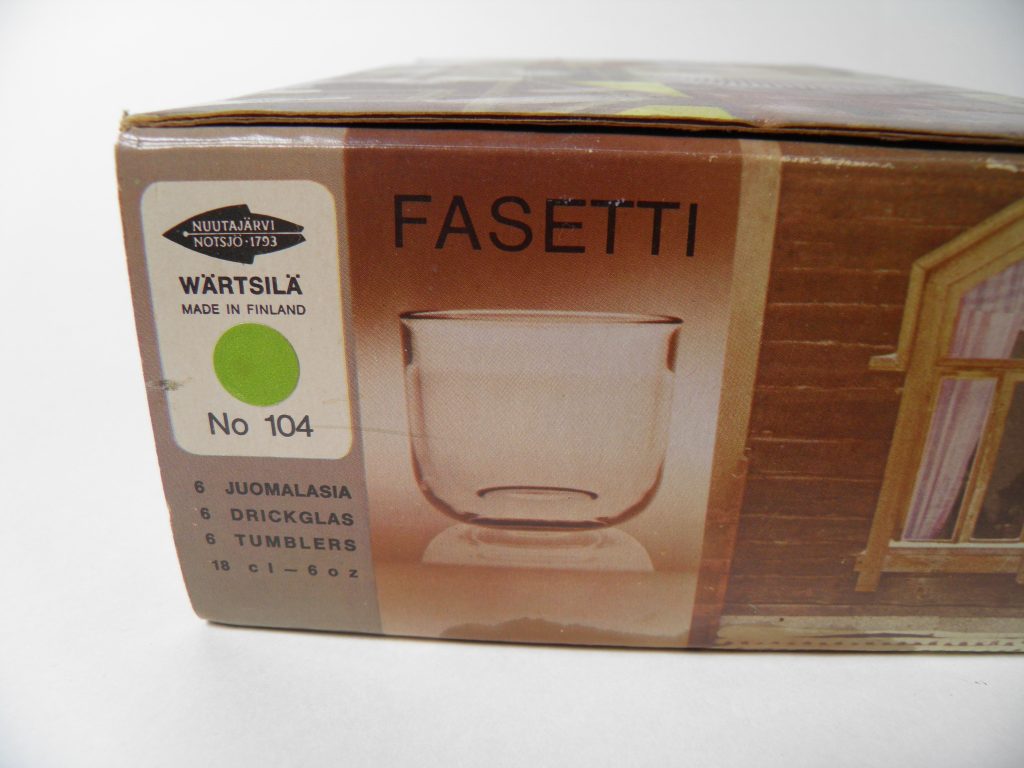 NUUTAJÄRVI
NOTSJÖ·1793
WÄRTSILÄ
MADE IN FINLAND
No 104
6 JUOMALASIA
6 DRICKGLAS
6 TUMBLERS
18 cl – 6 oz
FASETTI